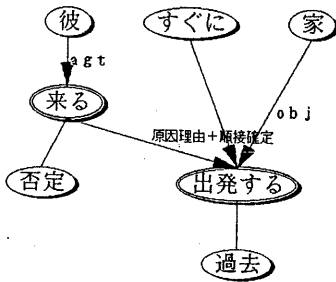 彼 すぐに 家
agt
来る
obj
原因理由+順接確定
否定 出発する
過去